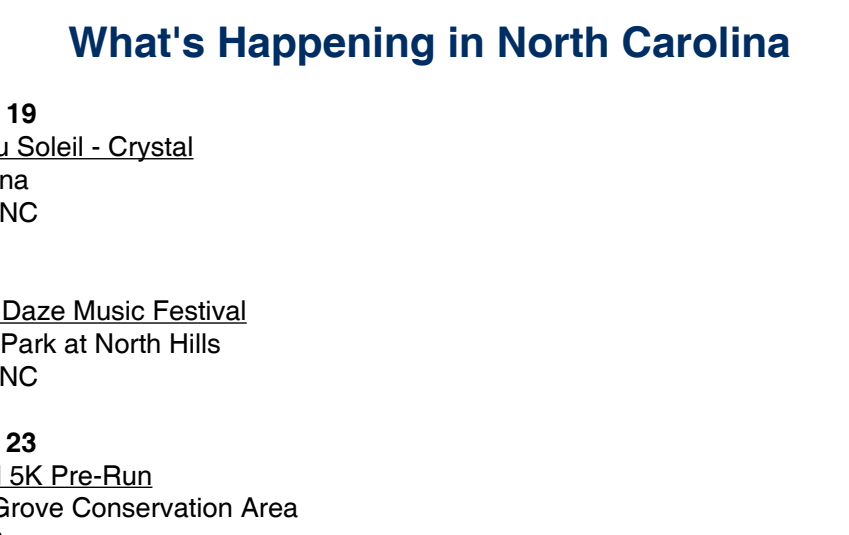 What's Happening in North Carolina
19
Soleil - Crystal
NC
Daze Music Festival
Park at North Hills
NC
23
5K Pre-Run
Grove Conservation Area